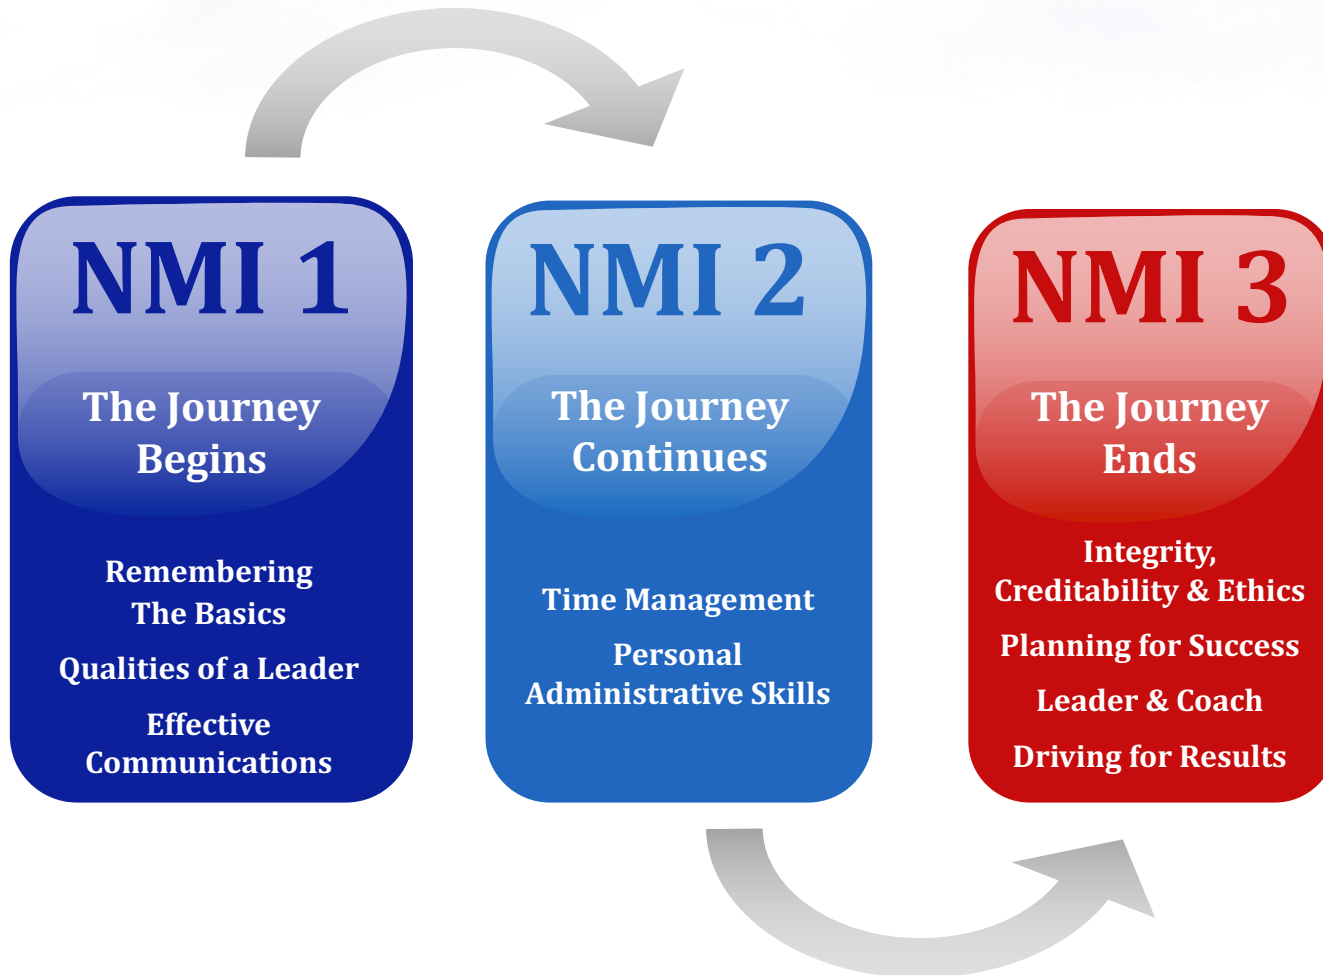 NMI 1
The Journey
Begins
Remembering
The Basics
Qualities of a Leader
Effective
Communications
NMI 2
The Journey
Continues
Time Management
Personal
Administrative Skills
NMI 3
The Journey
Ends
Integrity,
Creditability & Ethics
Planning for Success
Leader & Coach
Driving for Results